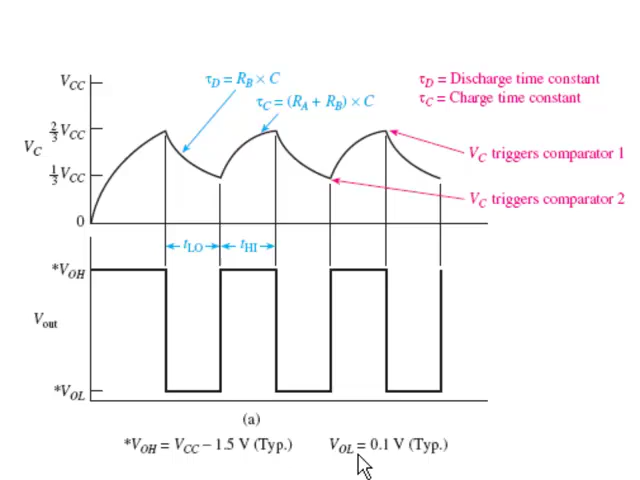 τD = RB × C
τD = Discharge time constant
VCC
τC = (RA + RB) × C
τC = Charge time constant
2/3 VCC
VC
VC triggers comparator 1
1/3 VCC
VC triggers comparator 2
0
tLO
tHI
*VOH
Vout
*VOL
(a)
*VOH = VCC – 1.5 V (Typ.)
VOL = 0.1 V (Typ.)